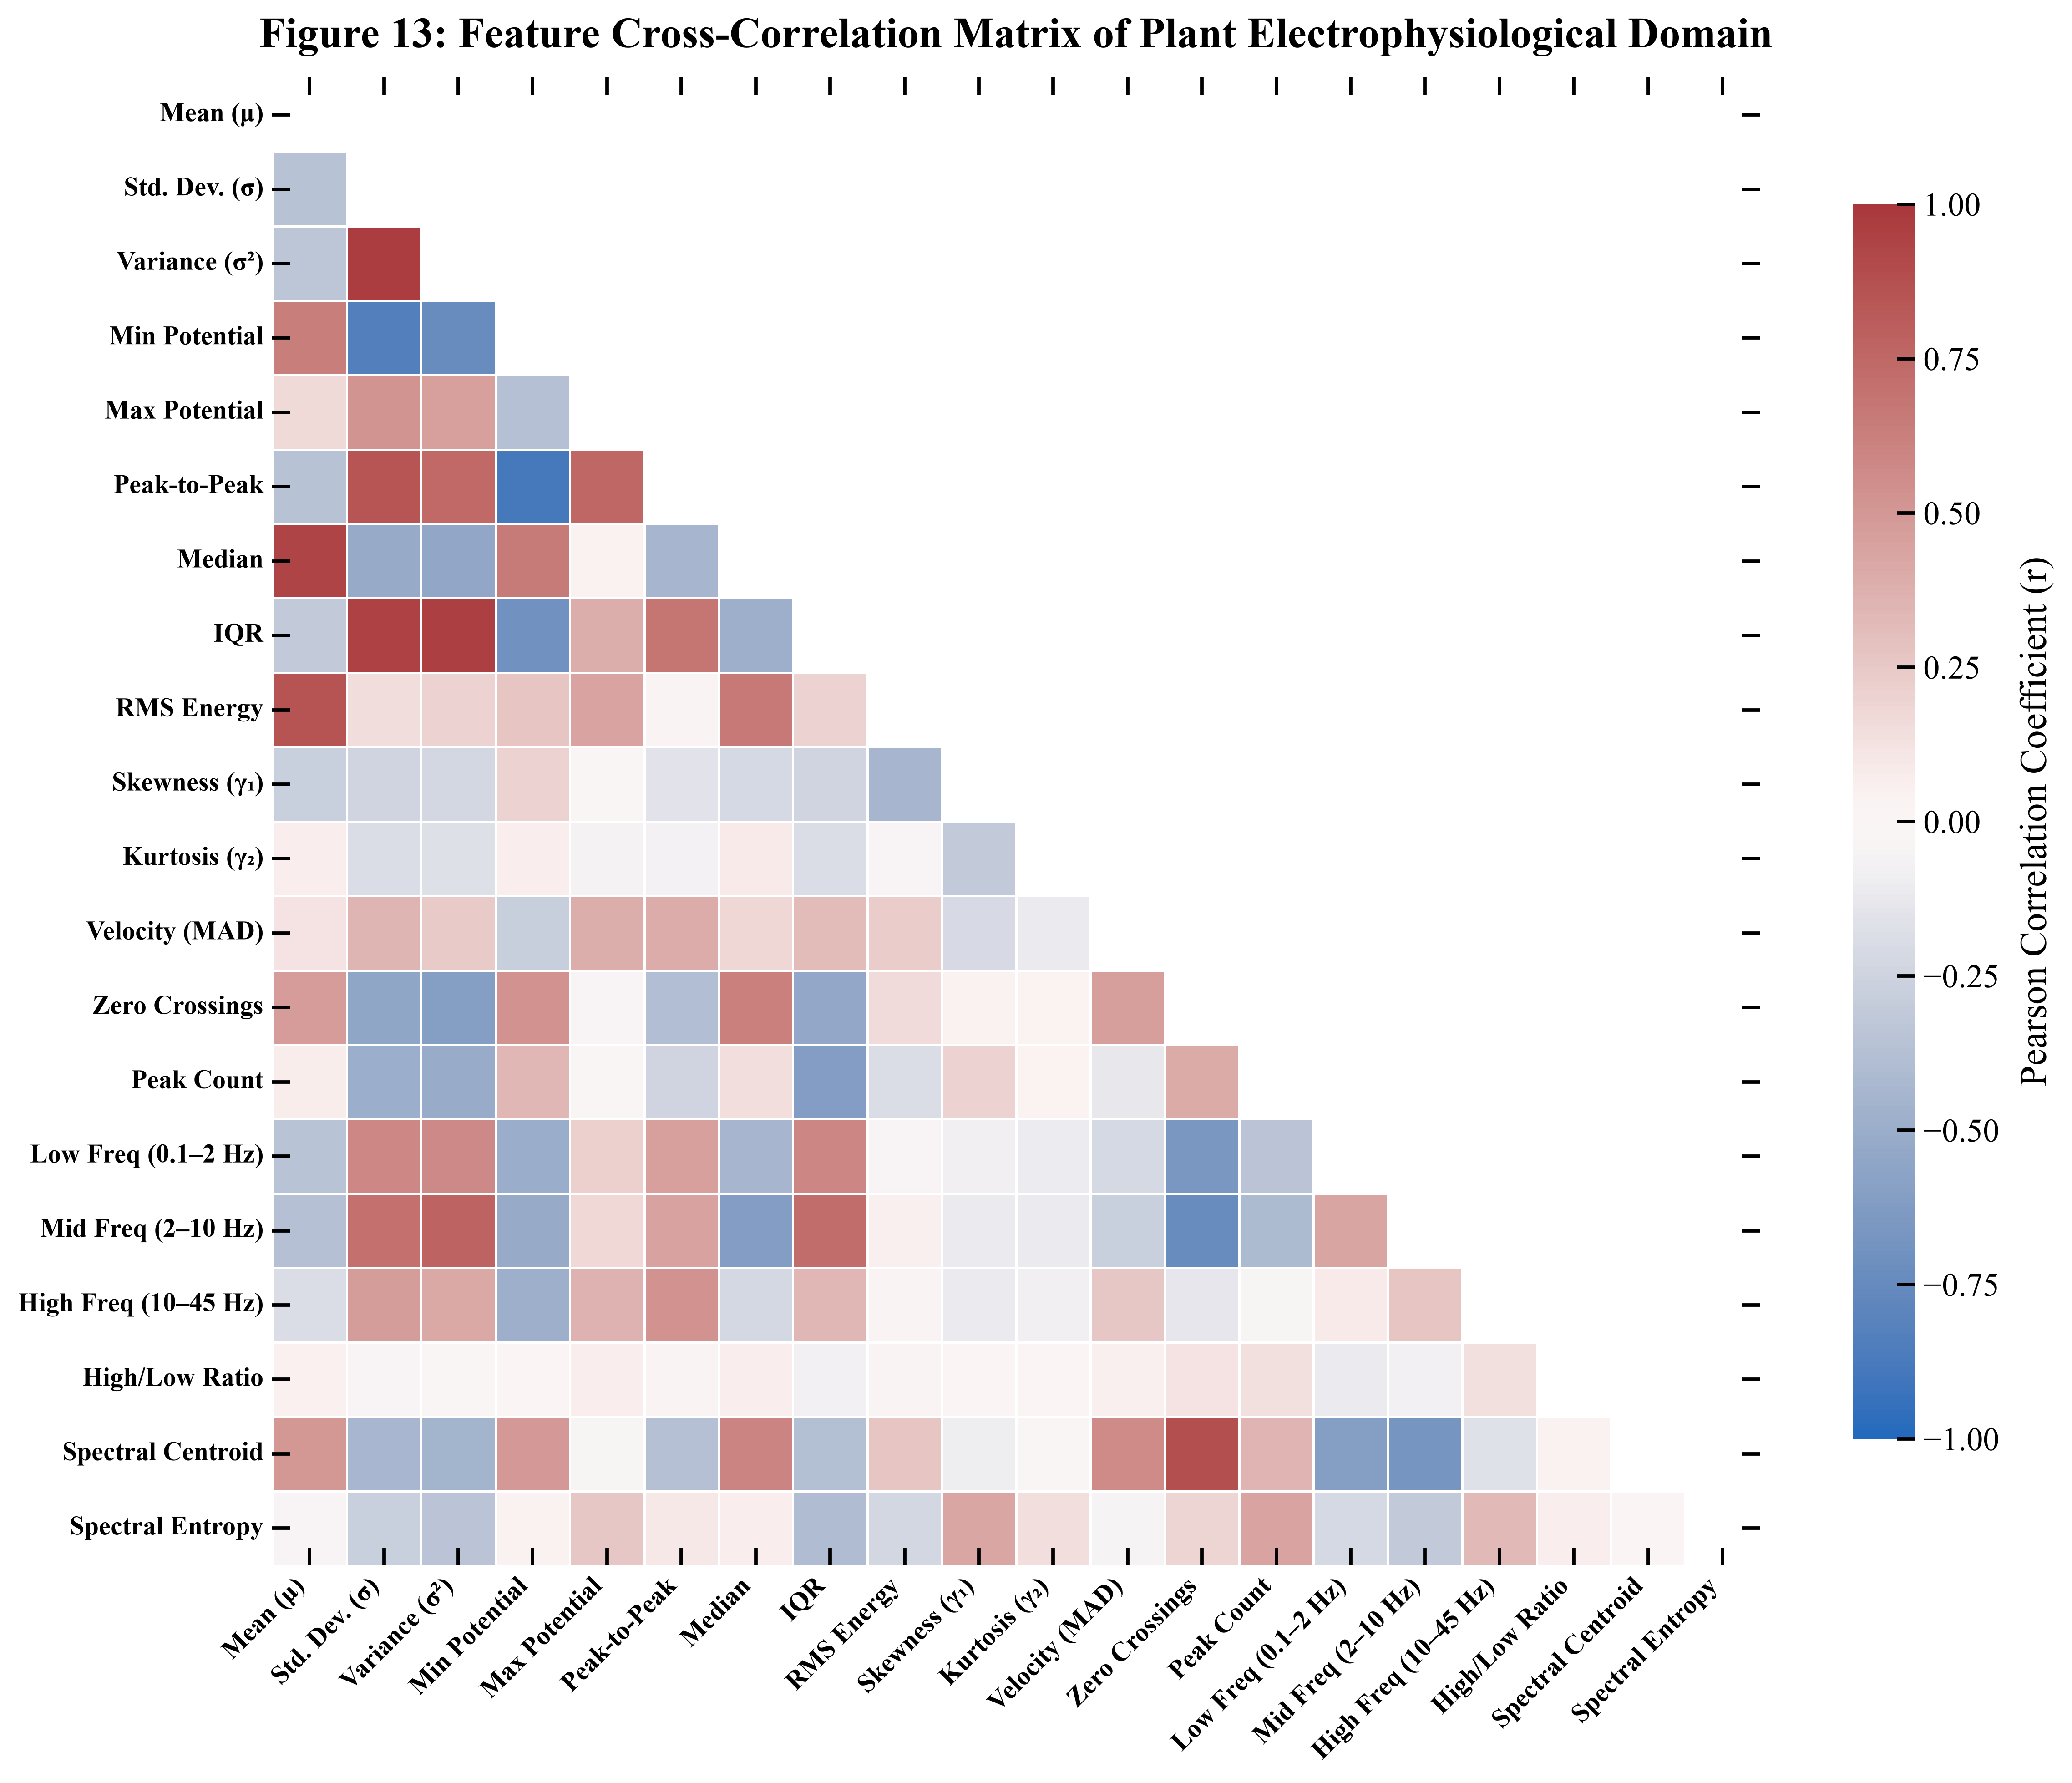 Figure 13: Feature Cross-Correlation Matrix of Plant Electrophysiological Domain
Mean (μ)
Std. Dev. (σ)
Variance (σ²)
Min Potential
Max Potential
Peak-to-Peak
Median
IQR
RMS Energy
Skewness (γ₁)
Kurtosis (γ₂)
Velocity (MAD)
Zero Crossings
Peak Count
Low Freq (0.1–2 Hz)
Mid Freq (2–10 Hz)
High Freq (10–45 Hz)
High/Low Ratio
Spectral Centroid
Spectral Entropy
Mean (μ)
Std. Dev. (σ)
Variance (σ²)
Min Potential
Max Potential
Peak-to-Peak
Median
IQR
RMS Energy
Skewness (γ₁)
Kurtosis (γ₂)
Velocity (MAD)
Zero Crossings
Peak Count
Low Freq (0.1–2 Hz)
Mid Freq (2–10 Hz)
High Freq (10–45 Hz)
High/Low Ratio
Spectral Centroid
Spectral Entropy
1.00
0.75
0.50
0.25
0.00
−0.25
−0.50
−0.75
−1.00
Pearson Correlation Coefficient (r)